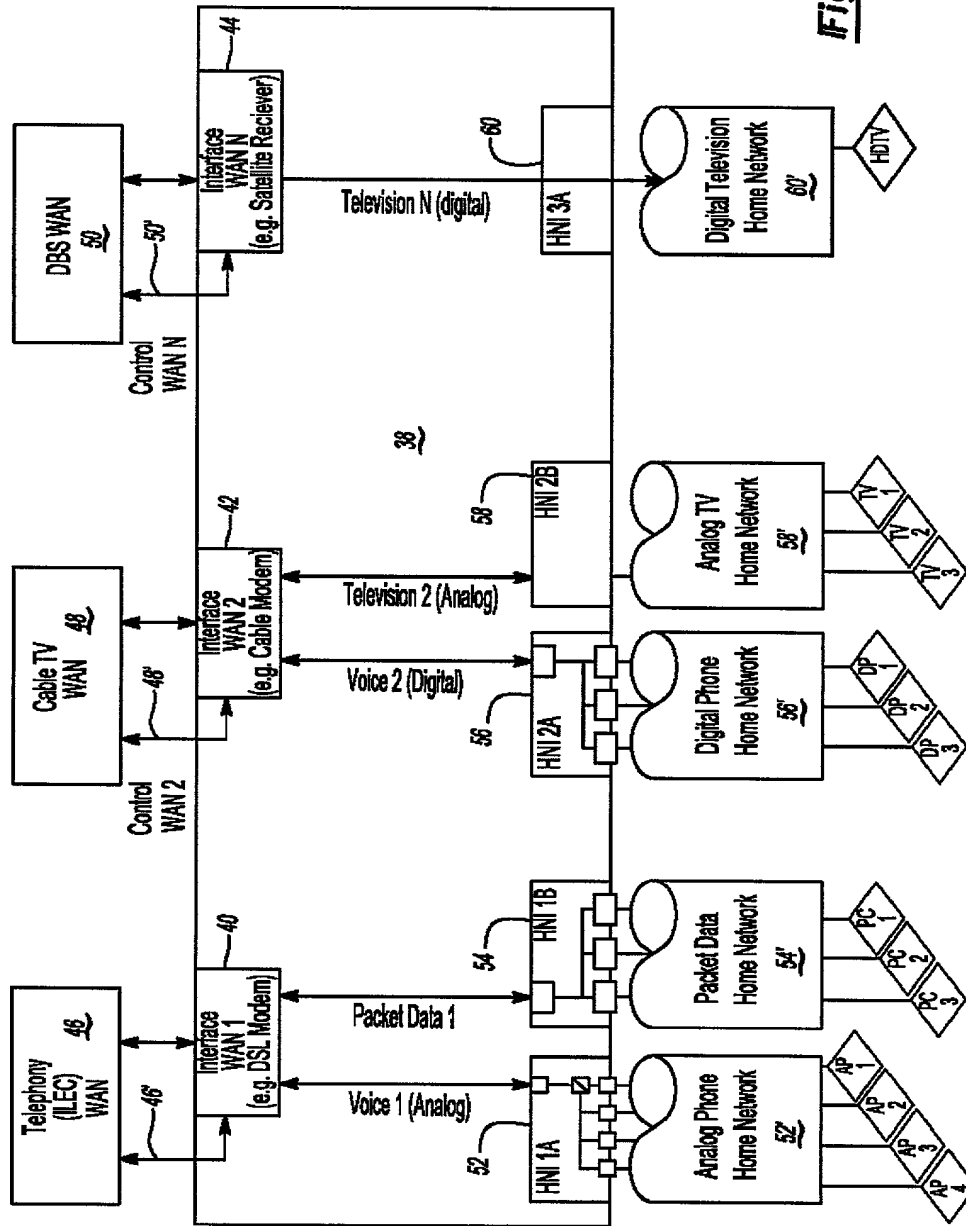 Telephony
(ILEC)
WAN
46
46'
Cable TV
WAN
48
48'
Control
WAN 2
DBS WAN
50
50'
Control
WAN N
Interface
WAN 1
(e.g. DSL Modem)
40
Interface
WAN 2
(e.g. Cable Modem)
42
Interface
WAN N
(e.g. Satellite Reciever)
44
Voice 1 (Analog)
Packet Data 1
Voice 2 (Digital)
Television 2 (Analog)
Television N (digital)
38
52
HNI 1A
54
HNI 1B
56
HNI 2A
58
HNI 2B
60
HNI 3A
Analog Phone
Home Network
52'
Packet Data
Home Network
54'
Digital Phone
Home Network
56'
Analog TV
Home Network
58'
Digital Television
Home Network
60'
AP
1
AP
2
AP
3
AP
4
PC
1
PC
2
PC
3
DP
1
DP
2
DP
3
TV
1
TV
2
TV
3
HDTV